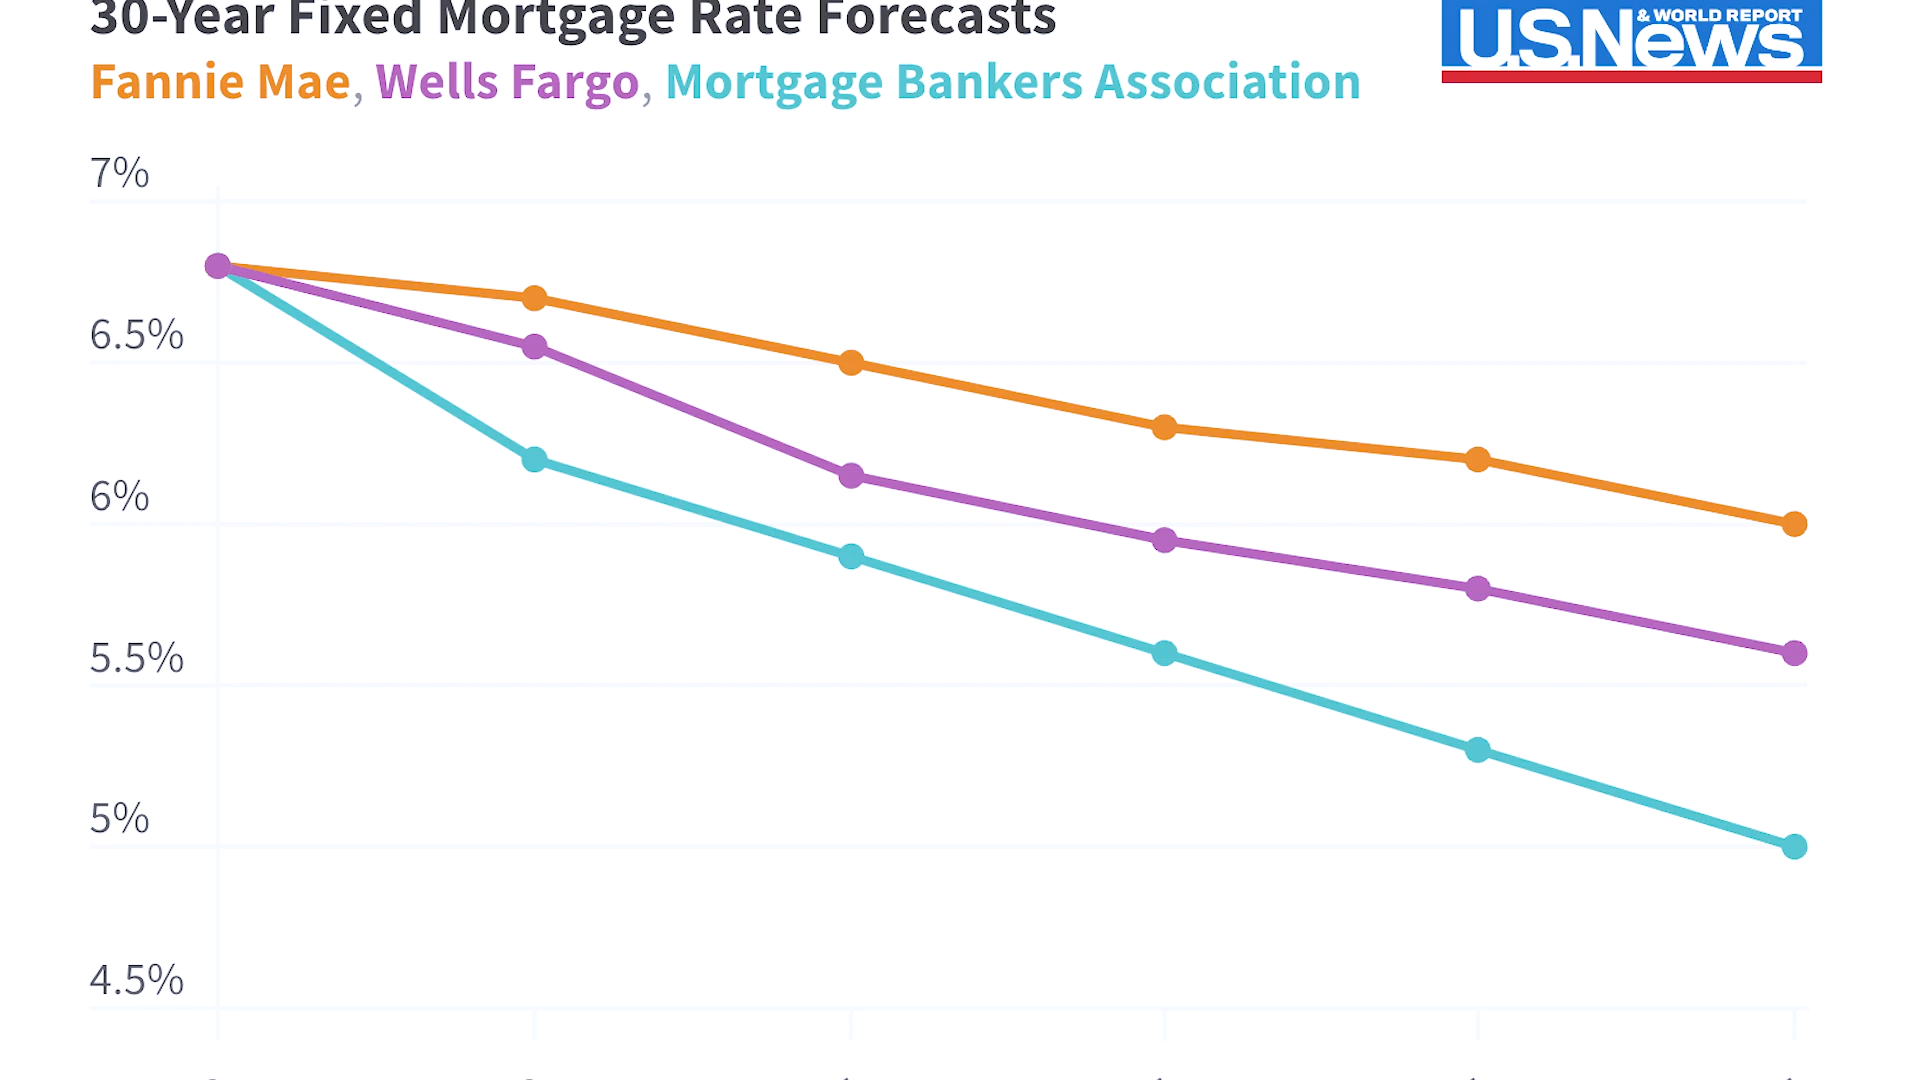 30-Year Fixed Mortgage Rate Forecasts
Fannie Mae, Wells Fargo, Mortgage Bankers Association
U.S.News & WORLD REPORT
7%
6.5%
6%
5.5%
5%
4.5%